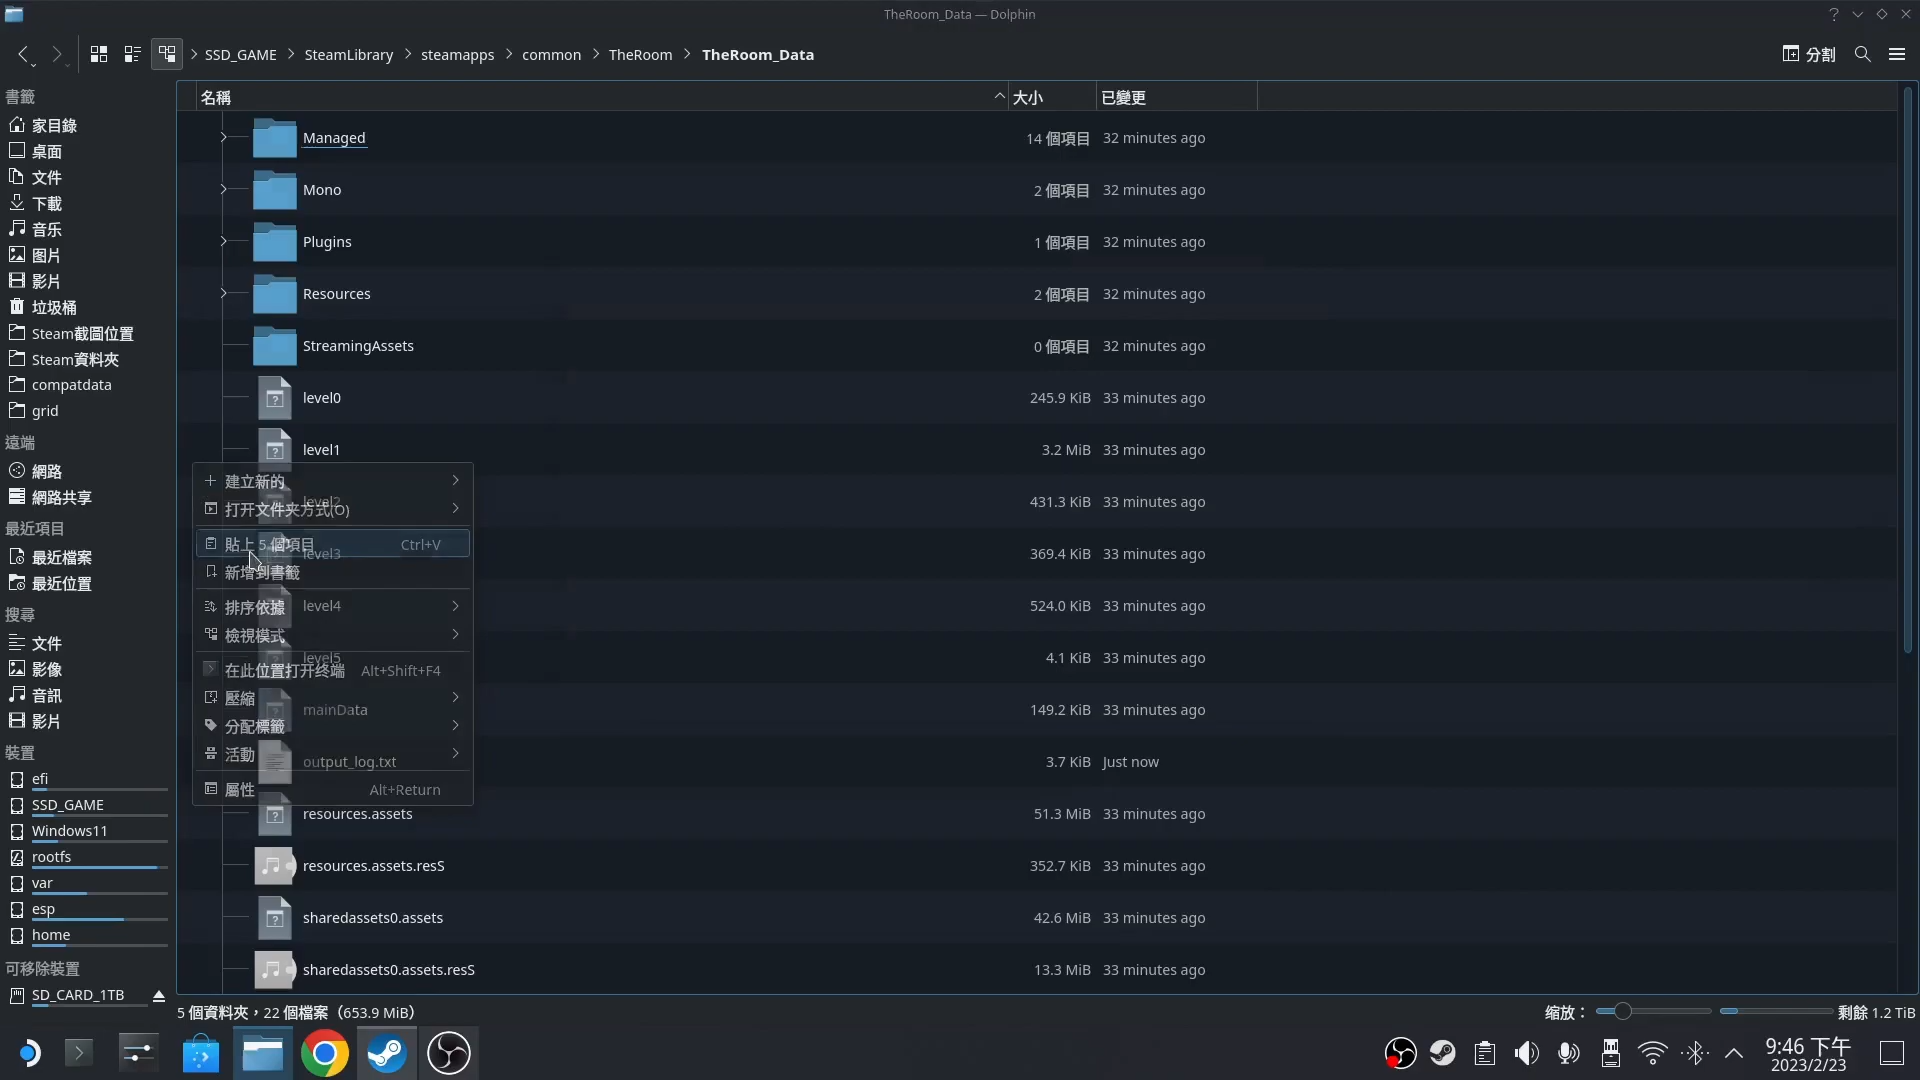 TheRoom_Data — Dolphin
SSD_GAME
SteamLibrary
steamapps
common
TheRoom
TheRoom_Data
分割
書籤
家目錄
桌面
文件
下載
音乐
图片
影片
垃圾桶
Steam截圖位置
Steam資料夾
compatdata
grid
遠端
網路
網路共享
最近項目
最近檔案
最近位置
搜尋
文件
影像
音訊
影片
裝置
efi
SSD_GAME
Windows11
rootfs
var
esp
home
可移除裝置
SD_CARD_1TB
名稱 大小 已變更
Managed 14 個項目 32 minutes ago
Mono 2 個項目 32 minutes ago
Plugins 1 個項目 32 minutes ago
Resources 2 個項目 32 minutes ago
StreamingAssets 0 個項目 32 minutes ago
level0 245.9 KiB 33 minutes ago
level1 3.2 MiB 33 minutes ago
level2 431.3 KiB 33 minutes ago
level3 369.4 KiB 33 minutes ago
level4 524.0 KiB 33 minutes ago
level5 4.1 KiB 33 minutes ago
mainData 149.2 KiB 33 minutes ago
output_log.txt 3.7 KiB Just now
resources.assets 51.3 MiB 33 minutes ago
resources.assets.resS 352.7 KiB 33 minutes ago
sharedassets0.assets 42.6 MiB 33 minutes ago
sharedassets0.assets.resS 13.3 MiB 33 minutes ago
建立新的
打开文件夹方式(O)
貼上 5 個項目 Ctrl+V
新增到書籤
排序依據
檢視模式
在此位置打开终端 Alt+Shift+F4
壓縮
分配標籤
活動
屬性 Alt+Return
5 個資料夾，22 個檔案（653.9 MiB）
缩放：
剩餘 1.2 TiB
9:46 下午
2023/2/23